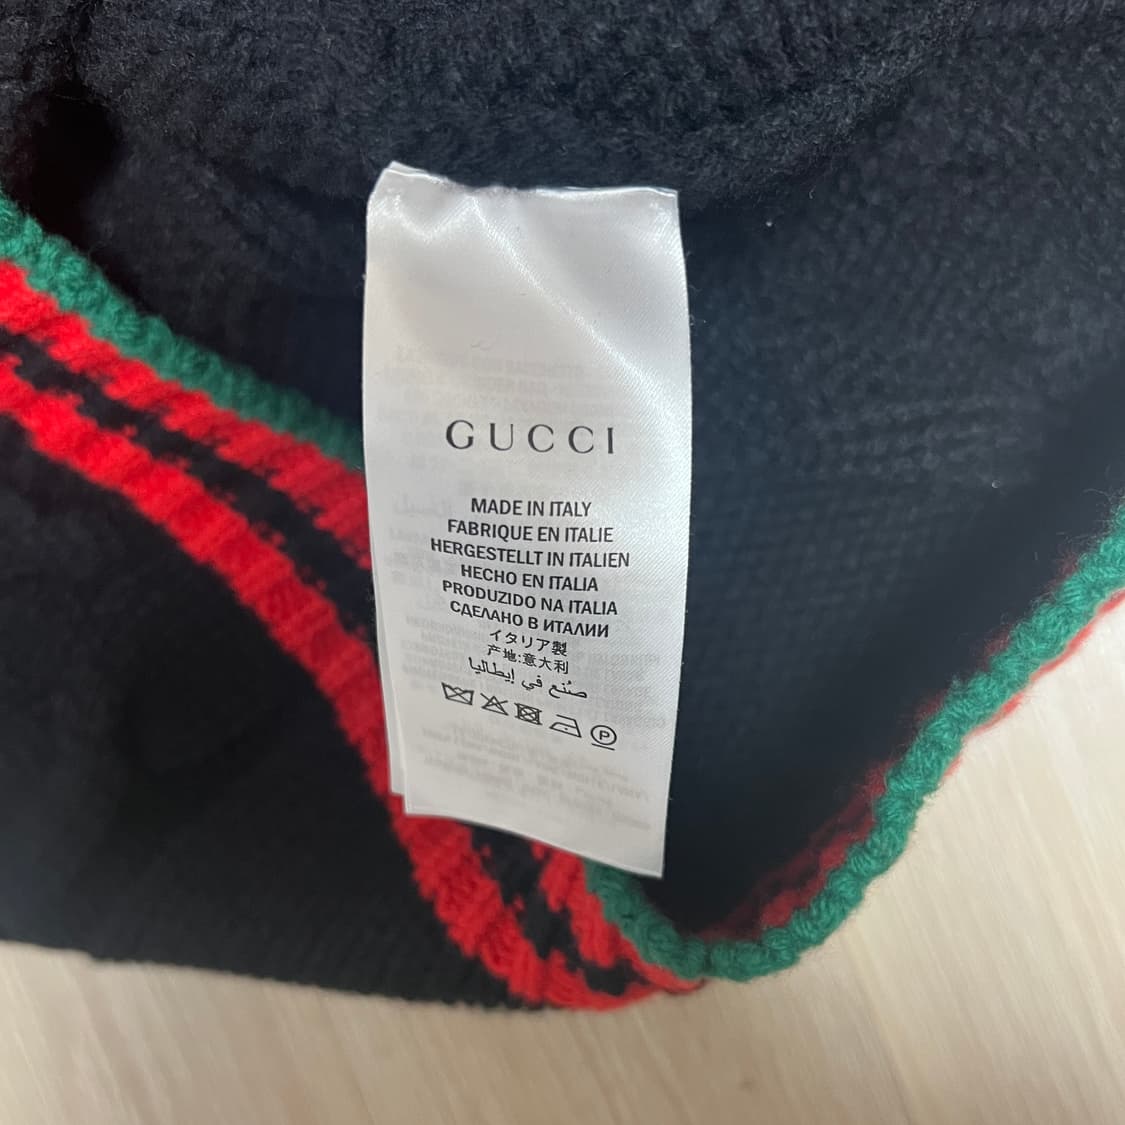 GUCCI
MADE IN ITALY
FABRIQUE EN ITALIE
HERGESTELLT IN ITALIEN
HECHO EN ITALIA
PRODUZIDO NA ITALIA
СДЕЛАНО В ИТАЛИИ
イタリア製
产地:意大利
صُنع في إيطاليا
P